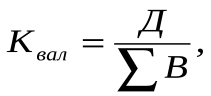 K_вал = Д / ∑ В ,